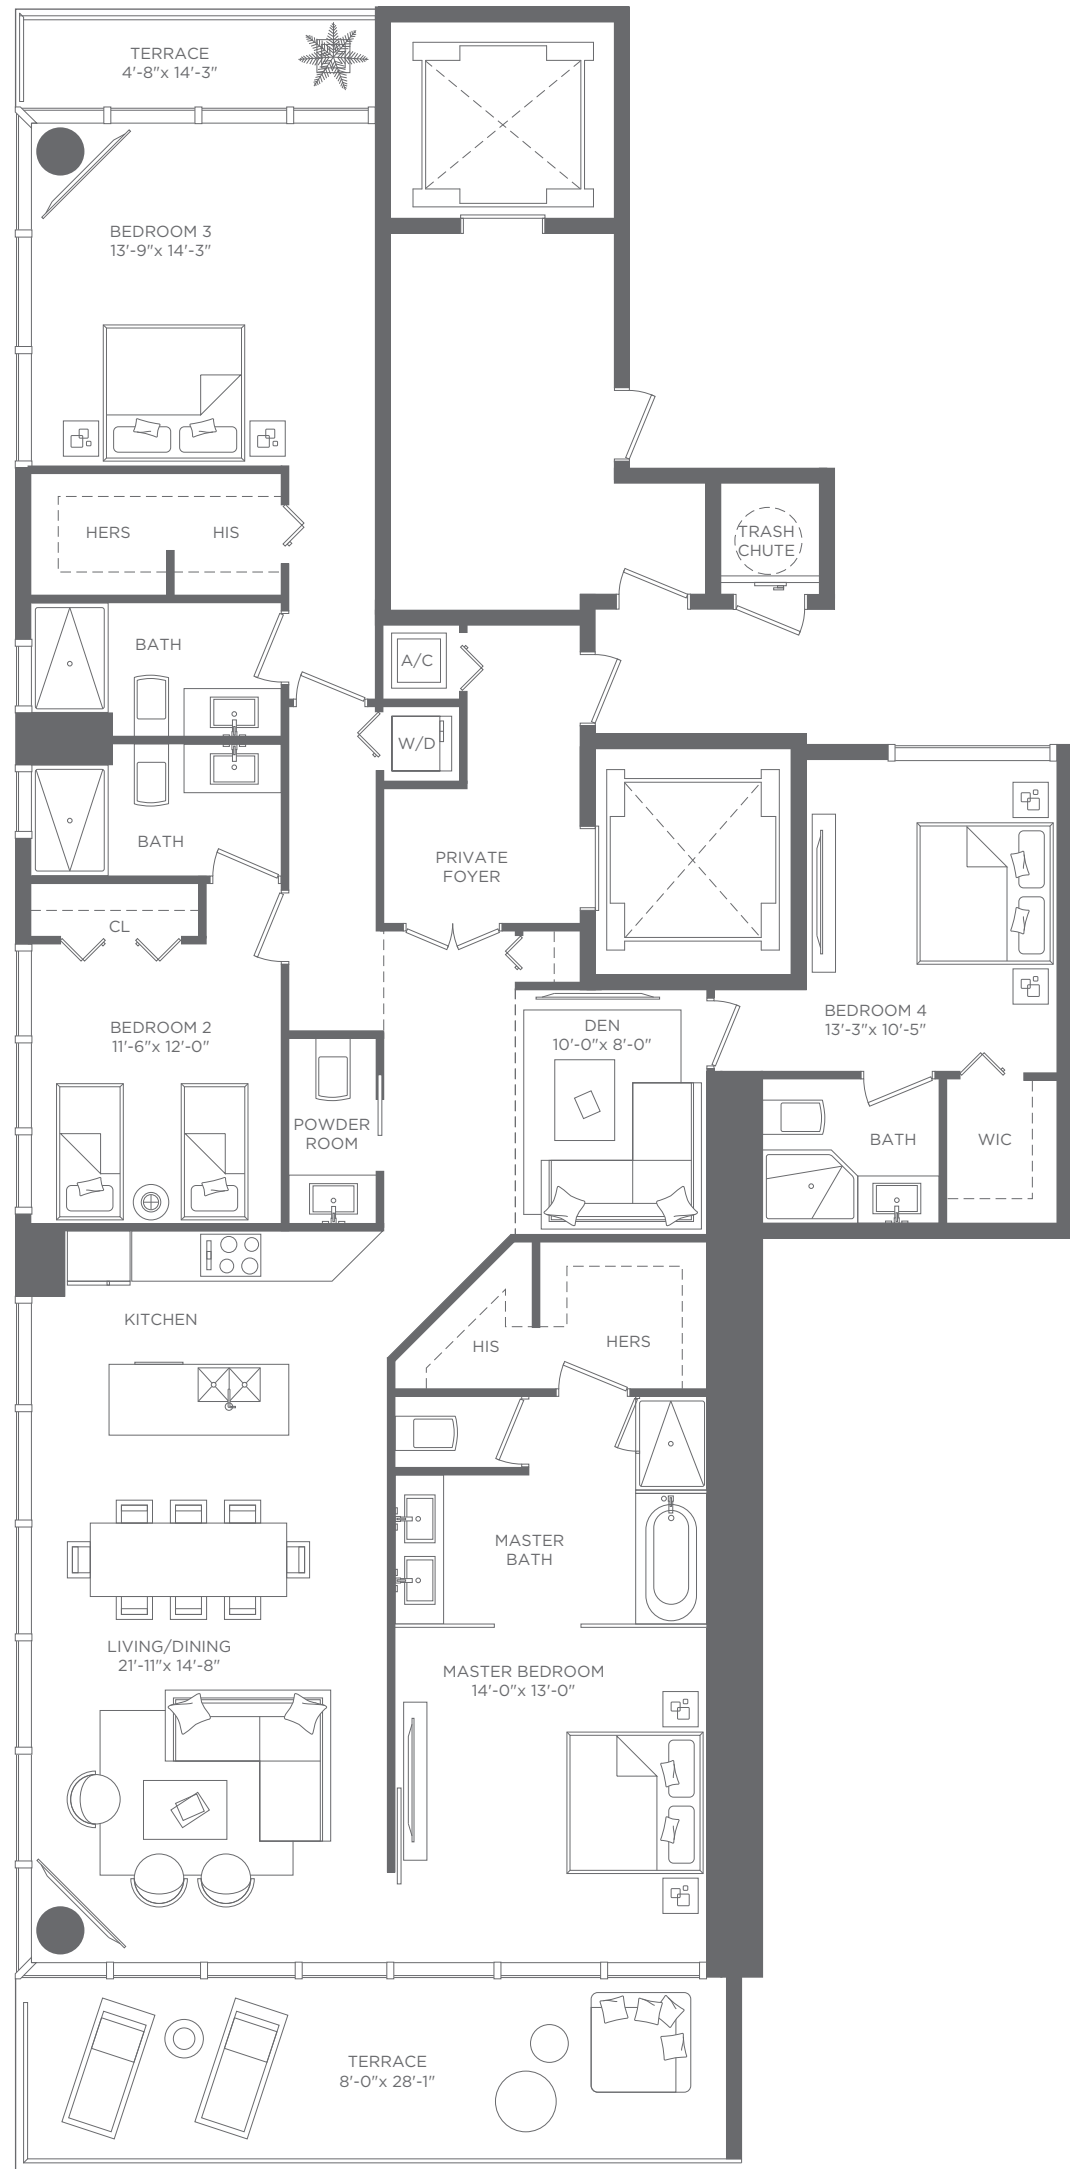 TERRACE
4'-8"x 14'-3"
BEDROOM 3
13'-9"x 14'-3"
HERS
HIS
TRASH
CHUTE
BATH
A/C
W/D
BATH
PRIVATE
FOYER
CL
BEDROOM 2
11'-6"x 12'-0"
DEN
10'-0"x 8'-0"
BEDROOM 4
13'-3"x 10'-5"
POWDER
ROOM
BATH
WIC
KITCHEN
HIS
HERS
MASTER
BATH
LIVING/DINING
21'-11"x 14'-8"
MASTER BEDROOM
14'-0"x 13'-0"
TERRACE
8'-0"x 28'-1"